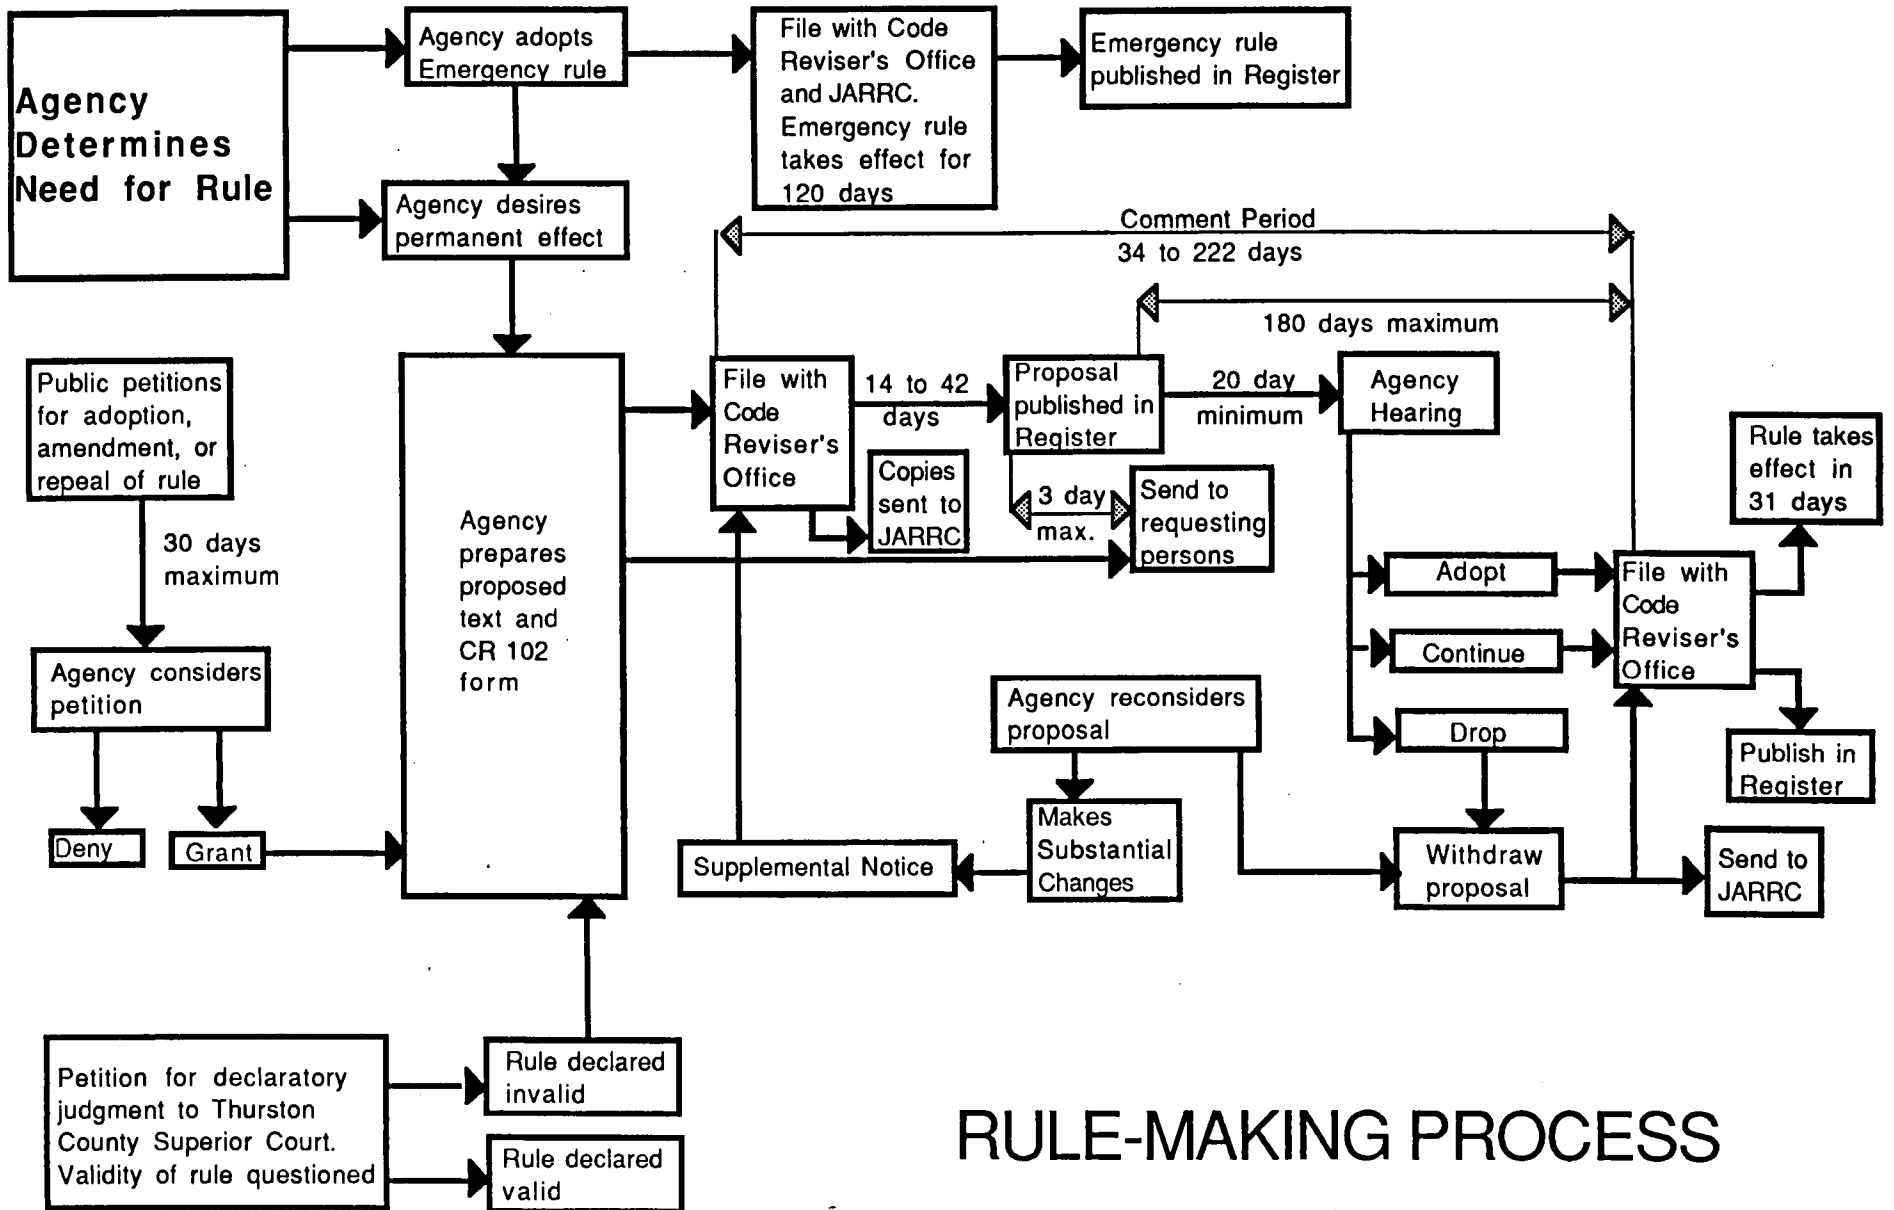 Agency
Determines
Need for Rule
Agency adopts
Emergency rule
File with Code
Reviser's Office
and JARRC.
Emergency rule
takes effect for
120 days
Emergency rule
published in Register
Agency desires
permanent effect
Comment Period
34 to 222 days
180 days maximum
Public petitions
for adoption,
amendment, or
repeal of rule
30 days
maximum
Agency considers
petition
Deny
Grant
Agency
prepares
proposed
text and
CR 102
form
File with
Code
Reviser's
Office
14 to 42
days
Copies
sent to
JARRC
Proposal
published in
Register
3 day
max.
Send to
requesting
persons
20 day
minimum
Agency
Hearing
Adopt
Continue
Drop
File with
Code
Reviser's
Office
Rule takes
effect in
31 days
Publish in
Register
Agency reconsiders
proposal
Makes
Substantial
Changes
Supplemental Notice
Withdraw
proposal
Send to
JARRC
Petition for declaratory
judgment to Thurston
County Superior Court.
Validity of rule questioned
Rule declared
invalid
Rule declared
valid
RULE-MAKING PROCESS